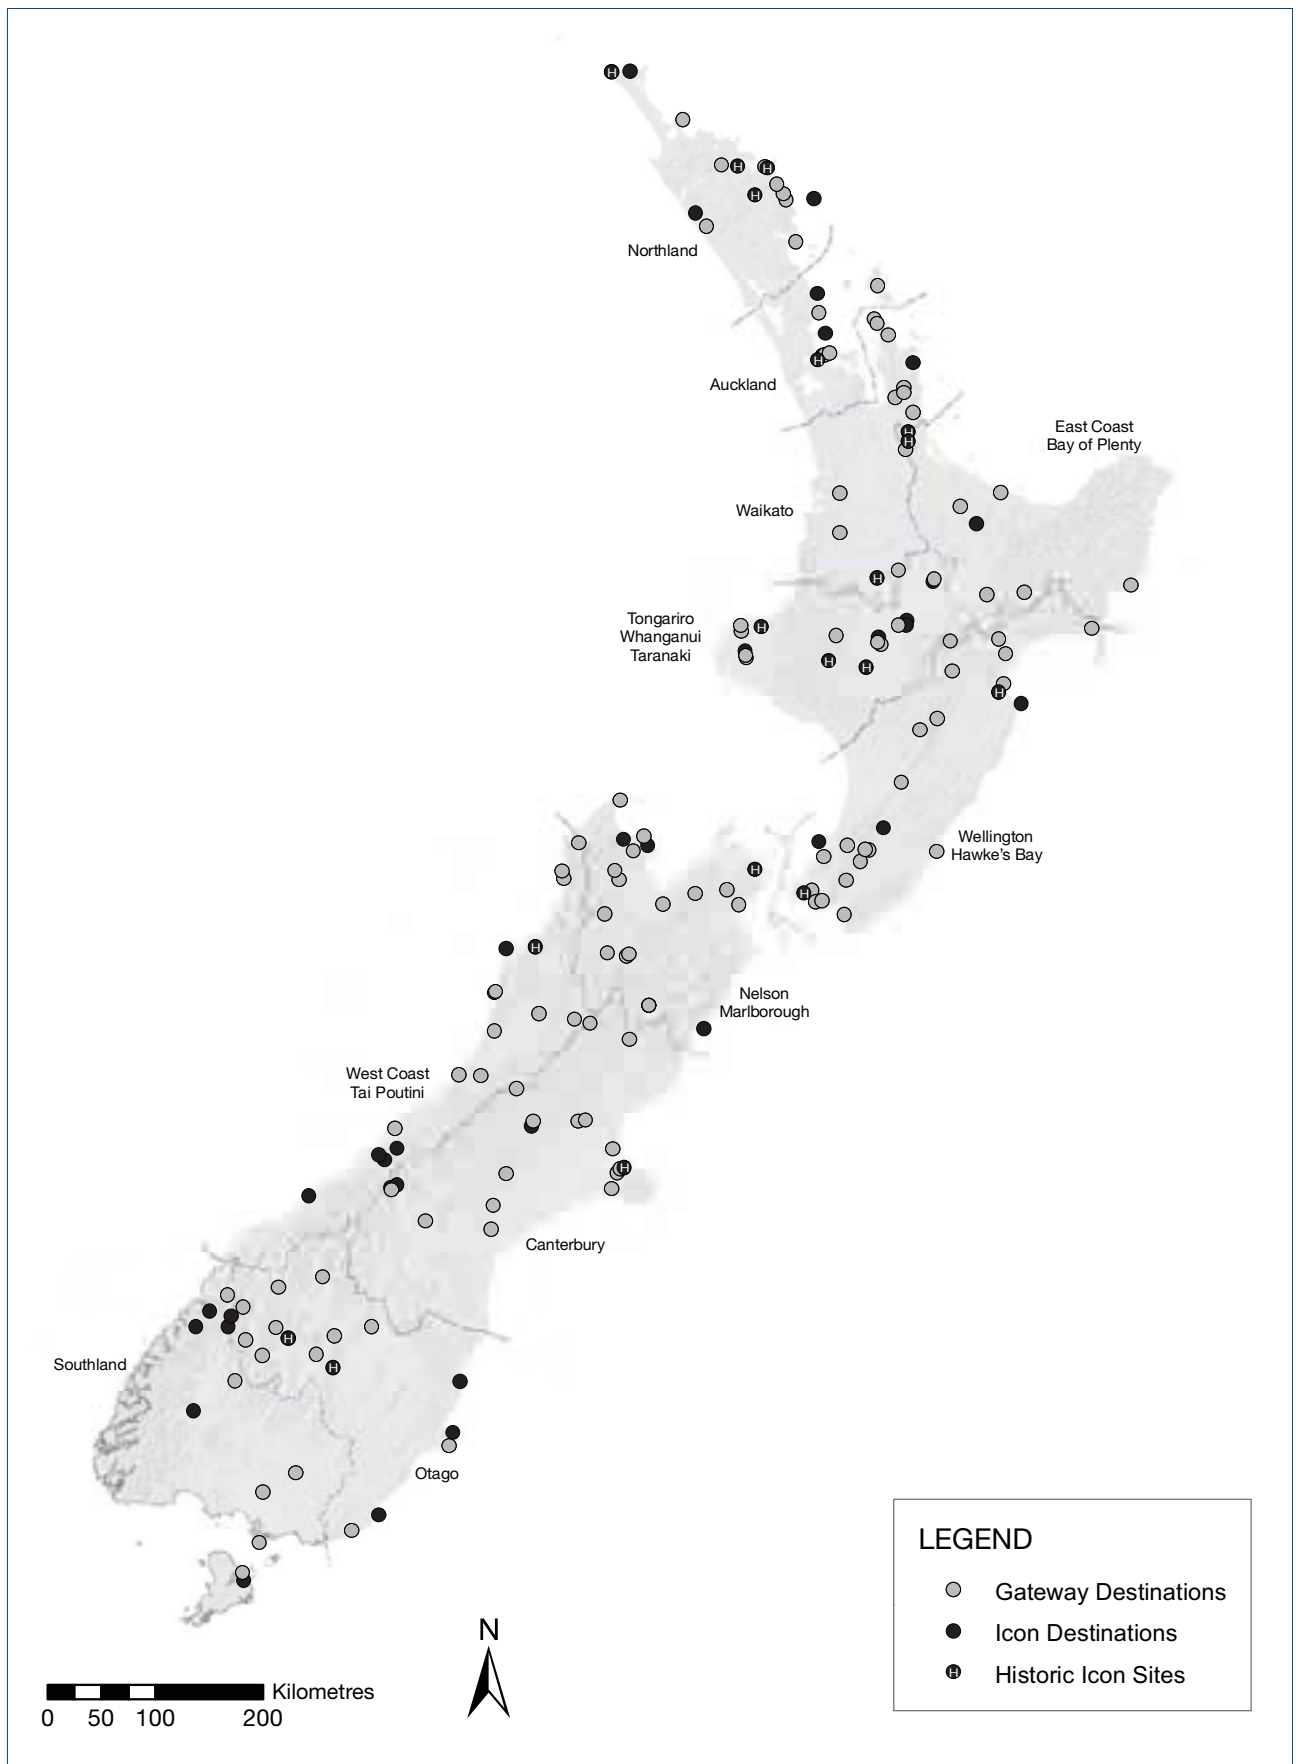 Northland
Auckland
East Coast
Bay of Plenty
Waikato
Tongariro
Whanganui
Taranaki
Wellington
Hawke's Bay
Nelson
Marlborough
West Coast
Tai Poutini
Canterbury
Southland
Otago
LEGEND
Gateway Destinations
Icon Destinations
H Historic Icon Sites
N
Kilometres
0 50 100 200